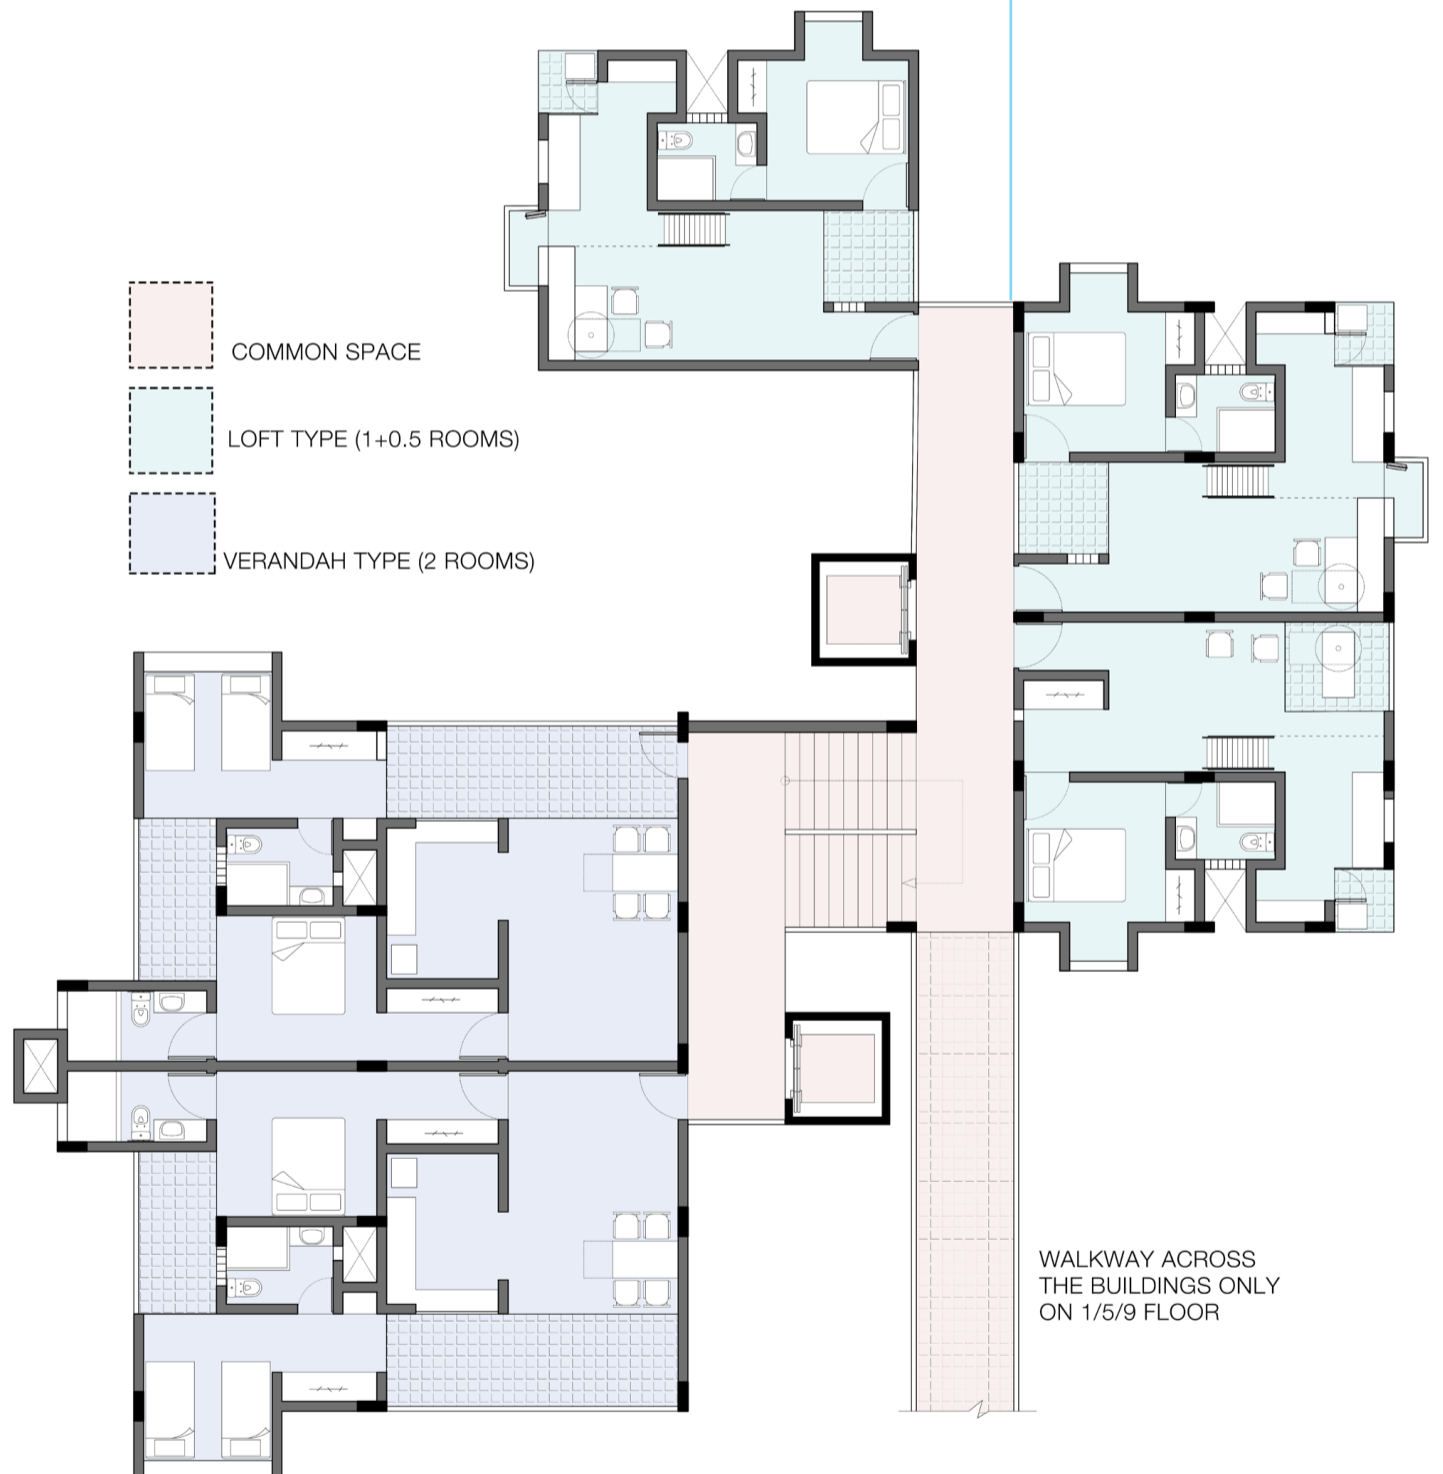 COMMON SPACE
LOFT TYPE (1+0.5 ROOMS)
VERANDAH TYPE (2 ROOMS)
WALKWAY ACROSS
THE BUILDINGS ONLY
ON 1/5/9 FLOOR